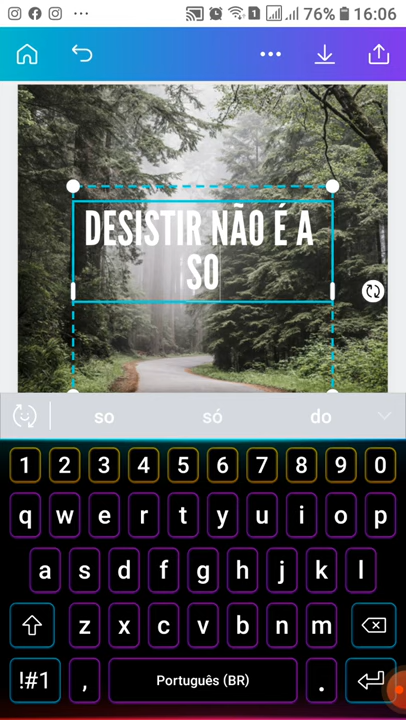 76% 16:06
DESISTIR NÃO É A
SO
so só do
1 2 3 4 5 6 7 8 9 0
q w e r t y u i o p
a s d f g h j k l
z x c v b n m
!#1 , Português (BR) .